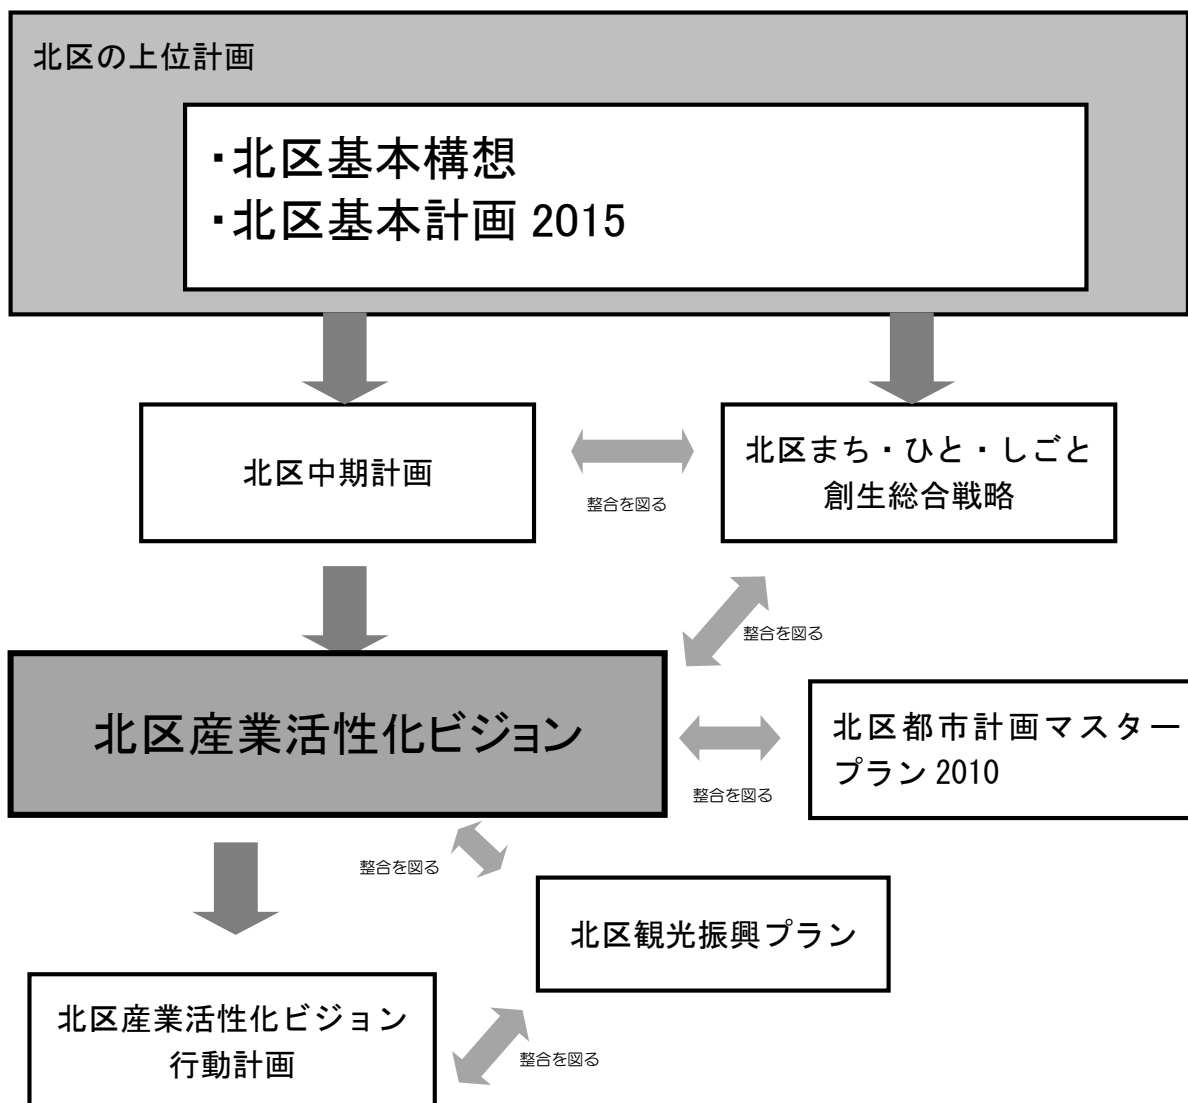 北区の上位計画
・北区基本構想
・北区基本計画 2015
北区中期計画
整合を図る
北区まち・ひと・しごと
創生総合戦略
整合を図る
北区産業活性化ビジョン
整合を図る
北区都市計画マスター
プラン 2010
整合を図る
北区観光振興プラン
北区産業活性化ビジョン
行動計画
整合を図る